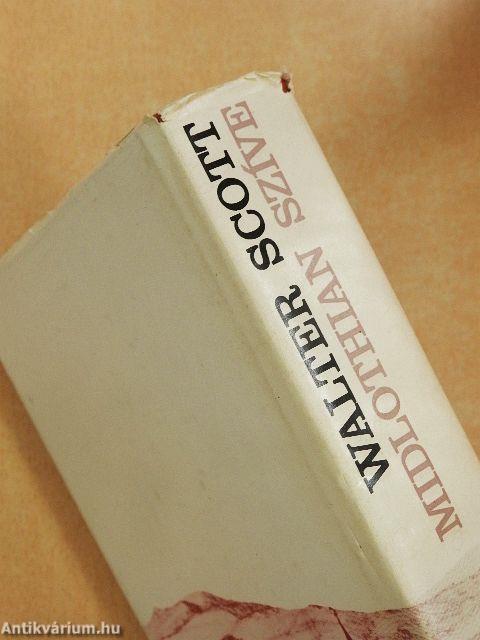 WALTER SCOTT
MIDLOTHIAN SZÍVE
Antikvárium.hu